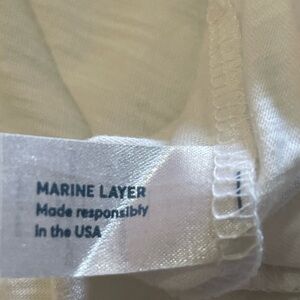 MARINE LAYER
Made responsibly
in the USA